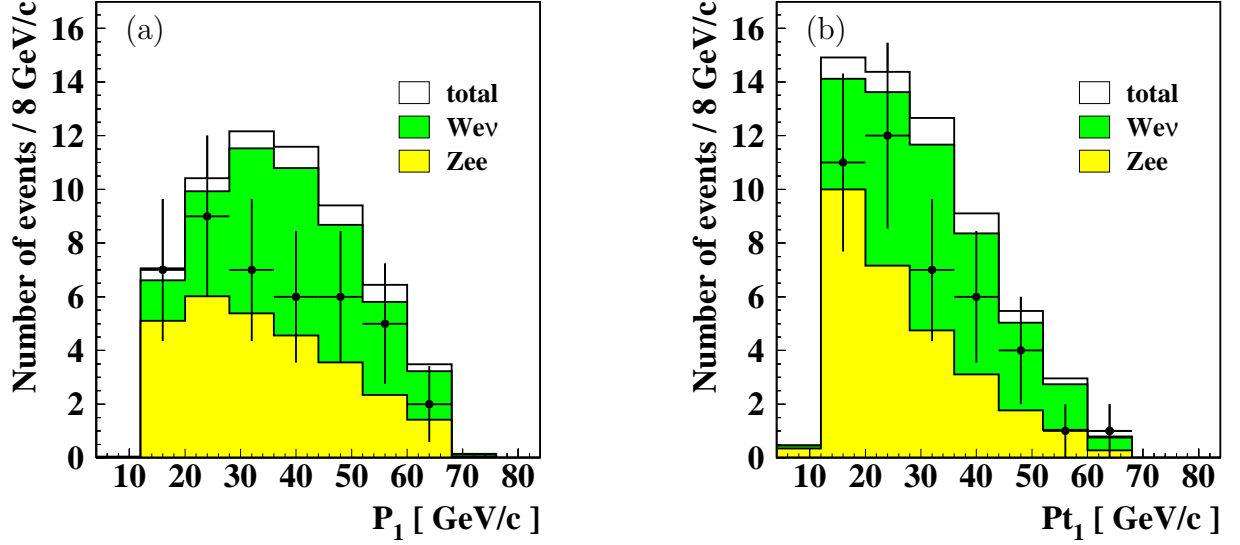 Number of events / 8 GeV/c
(a)
16
14
12
10
8
6
4
2
0
total
Weν
Zee
10 20 30 40 50 60 70 80
P1 [ GeV/c ]
Number of events / 8 GeV/c
(b)
16
14
12
10
8
6
4
2
0
total
Weν
Zee
10 20 30 40 50 60 70 80
Pt1 [ GeV/c ]